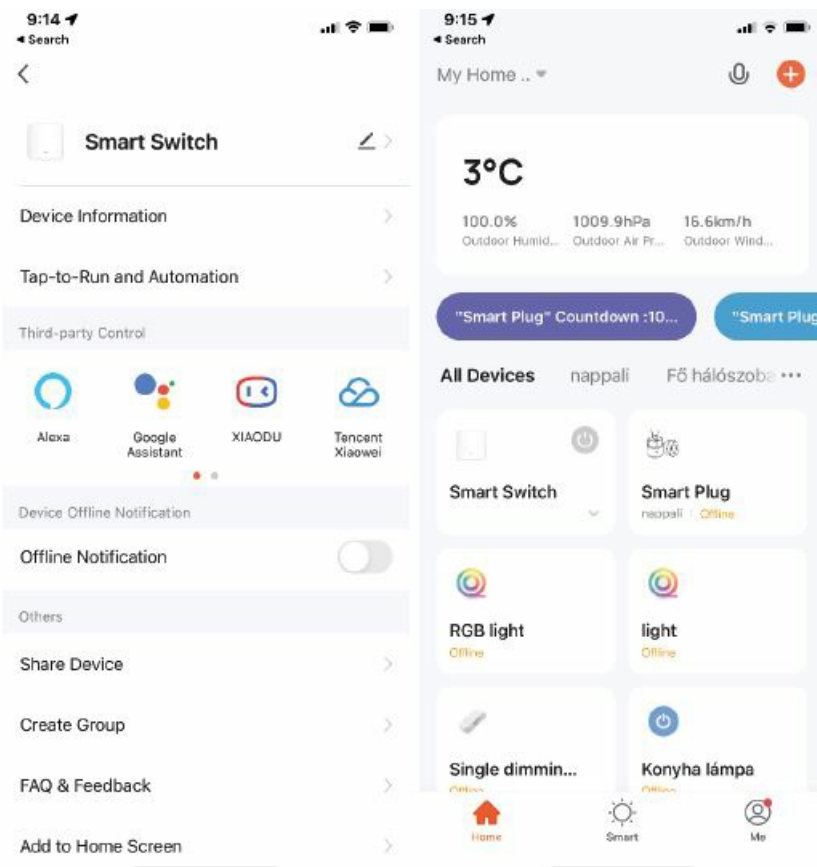 9:14
◀ Search
Smart Switch
Device Information
Tap-to-Run and Automation
Third-party Control
Alexa
Google Assistant
XIAODU
Tencent Xiaowei
Device Offline Notification
Offline Notification
Others
Share Device
Create Group
FAQ & Feedback
Add to Home Screen
9:15
◀ Search
My Home ..
3°C
100.0% 1009.9hPa 16.6km/h
Outdoor Humid... Outdoor Air Pr... Outdoor Wind...
"Smart Plug" Countdown :10... "Smart Plug
All Devices nappali Fő hálószoba ...
Smart Switch
Smart Plug
nappali | Offline
RGB light
Offline
light
Offline
Single dimmin...
Offline
Konyha lámpa
Offline
Home Smart Me